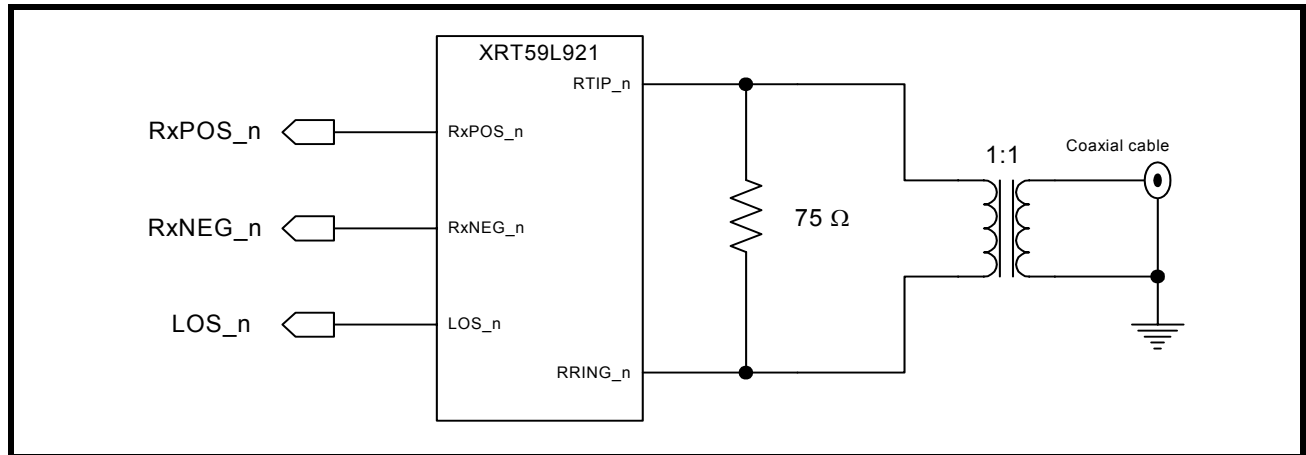 XRT59L921
RTIP_n
RxPOS_n
RxPOS_n
1:1
Coaxial cable
RxNEG_n
RxNEG_n
75 Ω
LOS_n
LOS_n
RRING_n